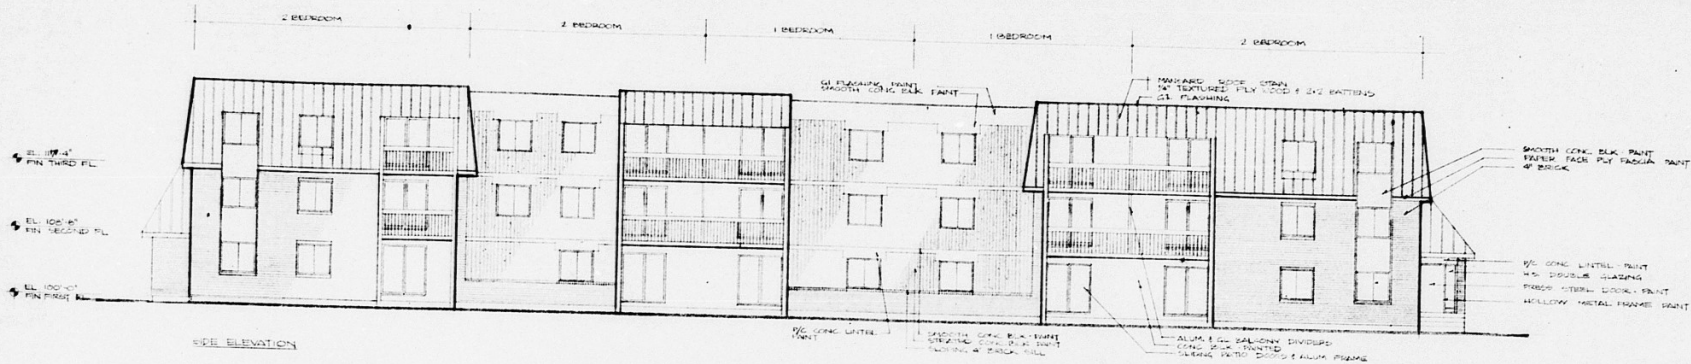 2 BEDROOM
2 BEDROOM
1 BEDROOM
1 BEDROOM
2 BEDROOM
GI FLASHING PAINT
SMOOTH CONC BLK PAINT
MANSARD ROOF STAIN
TEXTURED PLYWOOD & 2x2 BATTENS
G.I. FLASHING
FIN THIRD FL
EL. 108'-8"
FIN SECOND FL
EL 100'-0"
FIN FIRST FL
SMOOTH CONC BLK PAINT
PAPER FACE PLY FASCIA PAINT
4" BRICK
P/C CONC LINTEL PAINT
H.S. DOUBLE GLAZING
PRESS STEEL DOOR PAINT
HOLLOW METAL FRAME PAINT
P/C CONC LINTEL
PAINT
SMOOTH CONC BLK PAINT
STRIATED CONC BLK PAINT
SLOPING 4" BRICK SILL
ALUM & GL BALCONY DIVIDERS
CONC BLK PAINTED
SLIDING PATIO DOORS & ALUM FRAME
SIDE ELEVATION